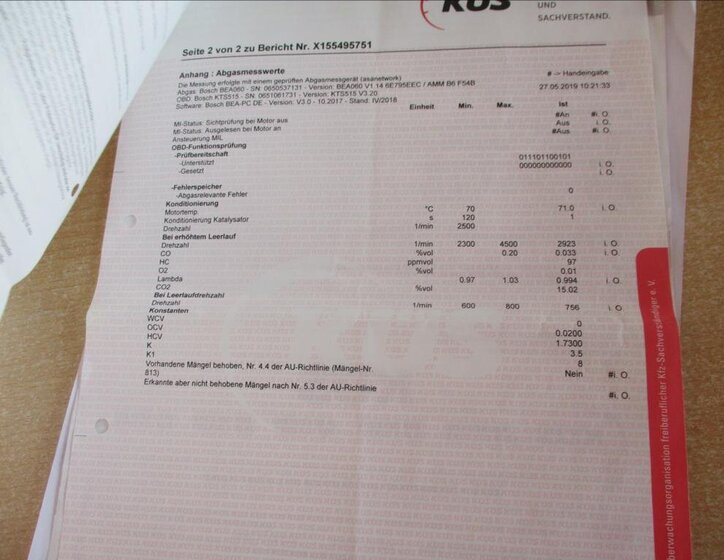 KÜS
UND
SACHVERSTAND.
Seite 2 von 2 zu Bericht Nr. X155495751
Anhang : Abgasmesswerte
Die Messung erfolgte mit einem geprüften Abgasmessgerät (asanetwork)
Abgas: Bosch BEA060 - SN: 0650537131 - Version: BEA060 V1.14 6E795EEC / AMM B6 F54B
OBD: Bosch KTS515 - SN: 0651061731 - Version: KTS515 V3.20
Software: Bosch BEA-PC DE - Version: V3.0 - 10.2017 - Stand: IV/2018
# -> Handeingabe
27.05.2019 10:21:33
Einheit Min. Max. Ist
MI-Status: Sichtprüfung bei Motor aus #An #i. O.
MI-Status: Ausgelesen bei Motor an Aus i. O.
Ansteuerung MIL #Aus #i. O.
OBD-Funktionsprüfung
-Prüfbereitschaft
-Unterstützt 011101100101
-Gesetzt 000000000000 i. O.
i. O.
-Fehlerspeicher
-Abgasrelevante Fehler 0
Konditionierung
Motortemp. °C 70 71.0 i. O.
Konditionierung Katalysator s 120 1
Drehzahl 1/min 2500
Bei erhöhtem Leerlauf
Drehzahl 1/min 2300 4500 2923 i. O.
CO %vol 0.20 0.033 i. O.
HC ppmvol 97
O2 %vol 0.01
Lambda 0.97 1.03 0.994 i. O.
CO2 %vol 15.02
Bei Leerlaufdrehzahl
Drehzahl 1/min 600 800 756 i. O.
Konstanten
WCV 0
OCV 0.0200
HCV 1.7300
K 3.5
K1 8
Vorhandene Mängel behoben, Nr. 4.4 der AU-Richtlinie (Mängel-Nr. Nein #i. O.
813)
Erkannte aber nicht behobene Mängel nach Nr. 5.3 der AU-Richtlinie #i. O.
berwachungsorganisation freiberuflicher Kfz-Sachverständiger e. V.